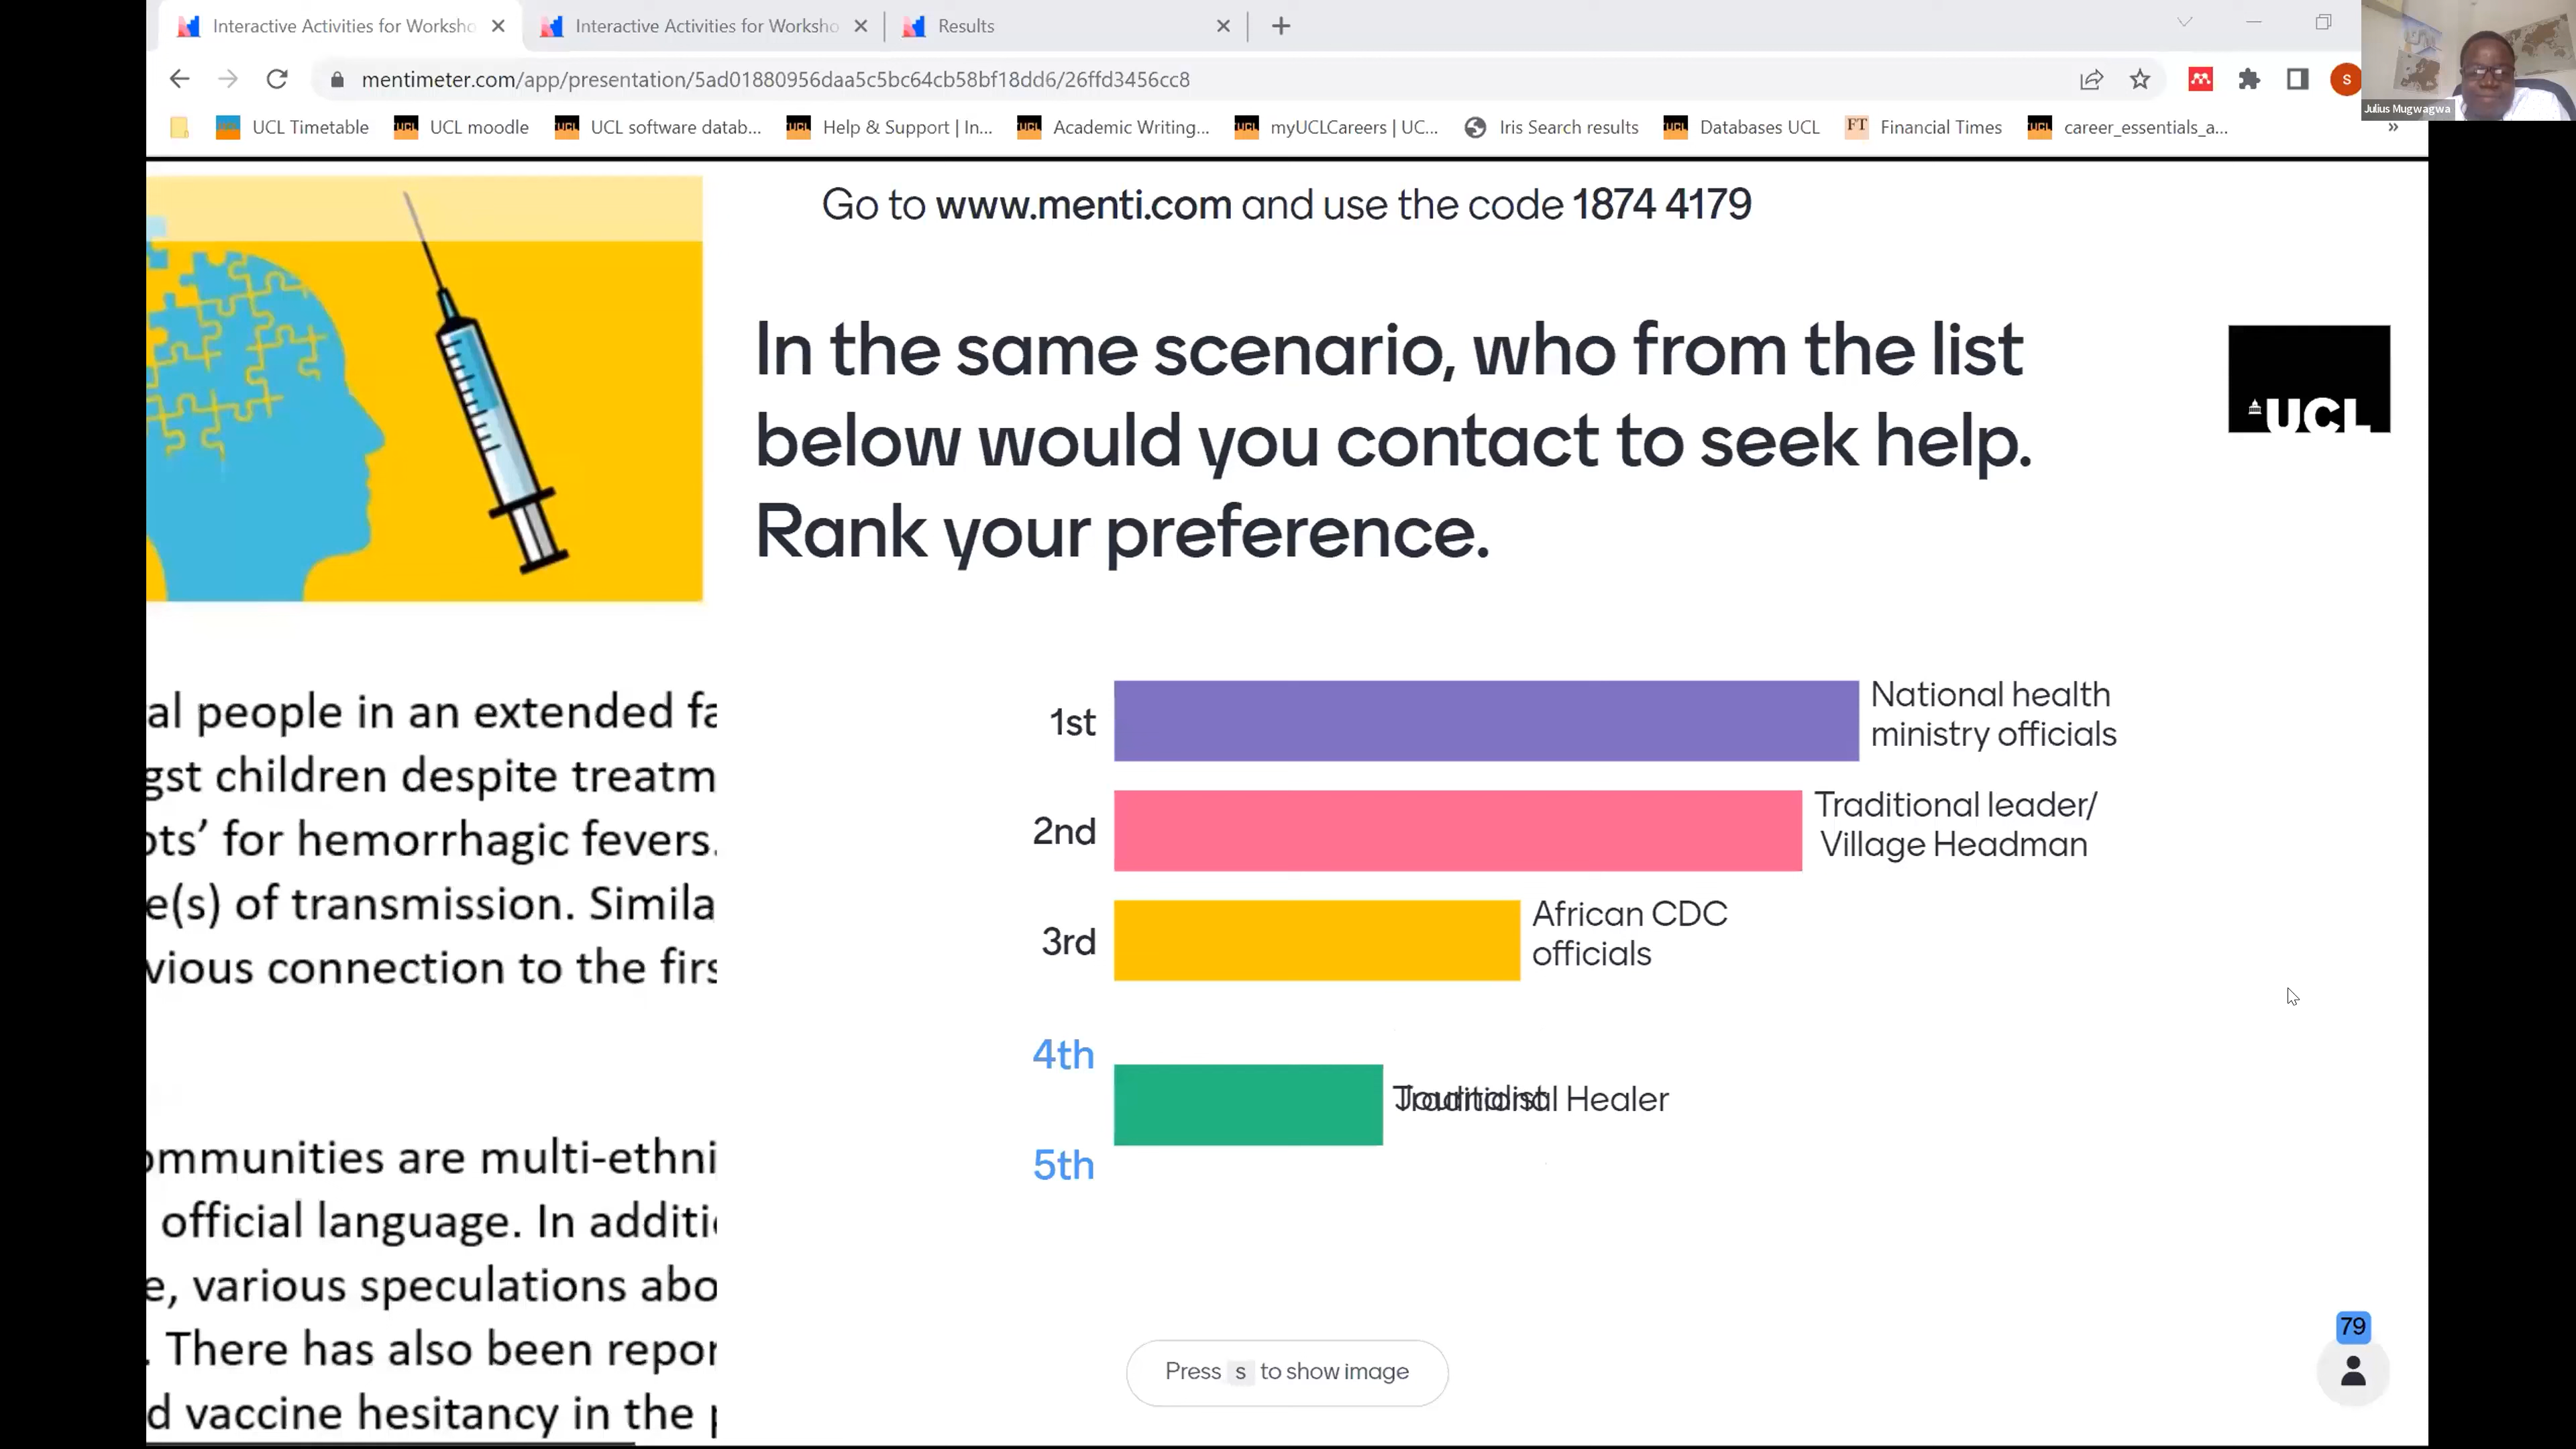 Interactive Activities for Worksho
Interactive Activities for Worksho
Results
mentimeter.com/app/presentation/5ad01880956daa5c5bc64cb58bf18dd6/26ffd3456cc8
S
UCL Timetable
UCL moodle
UCL software datab...
Help & Support | In...
Academic Writing...
myUCLCareers | UC...
Iris Search results
Databases UCL
FT
Financial Times
career_essentials_a...
»
Julius Mugwagwa
Go to www.menti.com and use the code 1874 4179
In the same scenario, who from the list
below would you contact to seek help.
Rank your preference.
UCL
al people in an extended fa
gst children despite treatm
ots’ for hemorrhagic fevers.
e(s) of transmission. Simila
vious connection to the firs
ommunities are multi-ethni
official language. In additi
e, various speculations abo
. There has also been repor
d vaccine hesitancy in the p
1st
National health
ministry officials
2nd
Traditional leader/
Village Headman
3rd
African CDC
officials
4th
Traditional Healer
Journalist
5th
Press s to show image
79